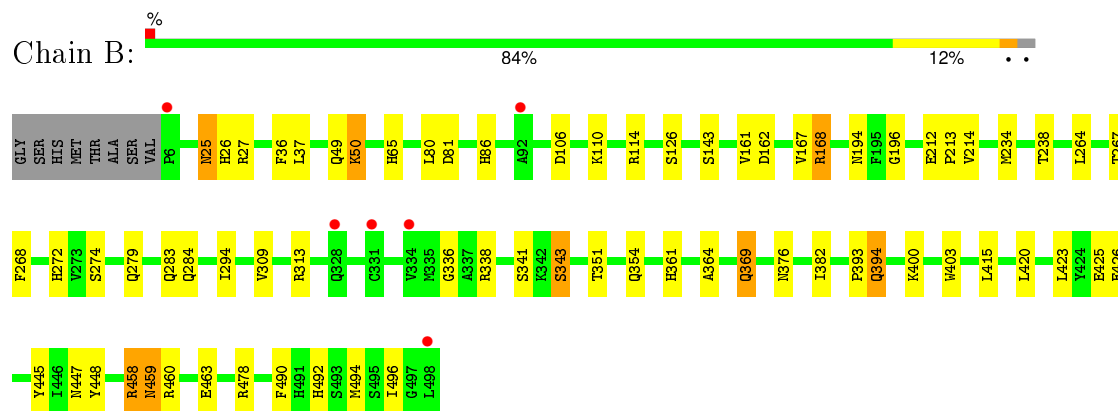 %
Chain B:
84%
12%
• •
GLY SER HIS MET THR ALA SER VAL P6 N25 H26 R27 F36 L37 Q49 K50 H65 L80 D81 H86 A92 D106 K110 R114 S126 S143 V161 D162 V167 R168 N194 F195 G196 E212 P213 V214 M234 T238 L264 T267
F268 H272 V273 S274 Q279 Q283 Q284 I294 V309 R313 Q328 C331 V334 M335 G336 A337 R338 S341 K342 S343 T351 Q354 H361 A364 Q369 N376 I382 P393 Q394 K400 W403 L415 L420 L423 Y424 E425
Y445 I446 N447 Y448 R458 N459 R460 E463 R478 F490 H491 H492 S493 M494 S495 I496 G497 L498